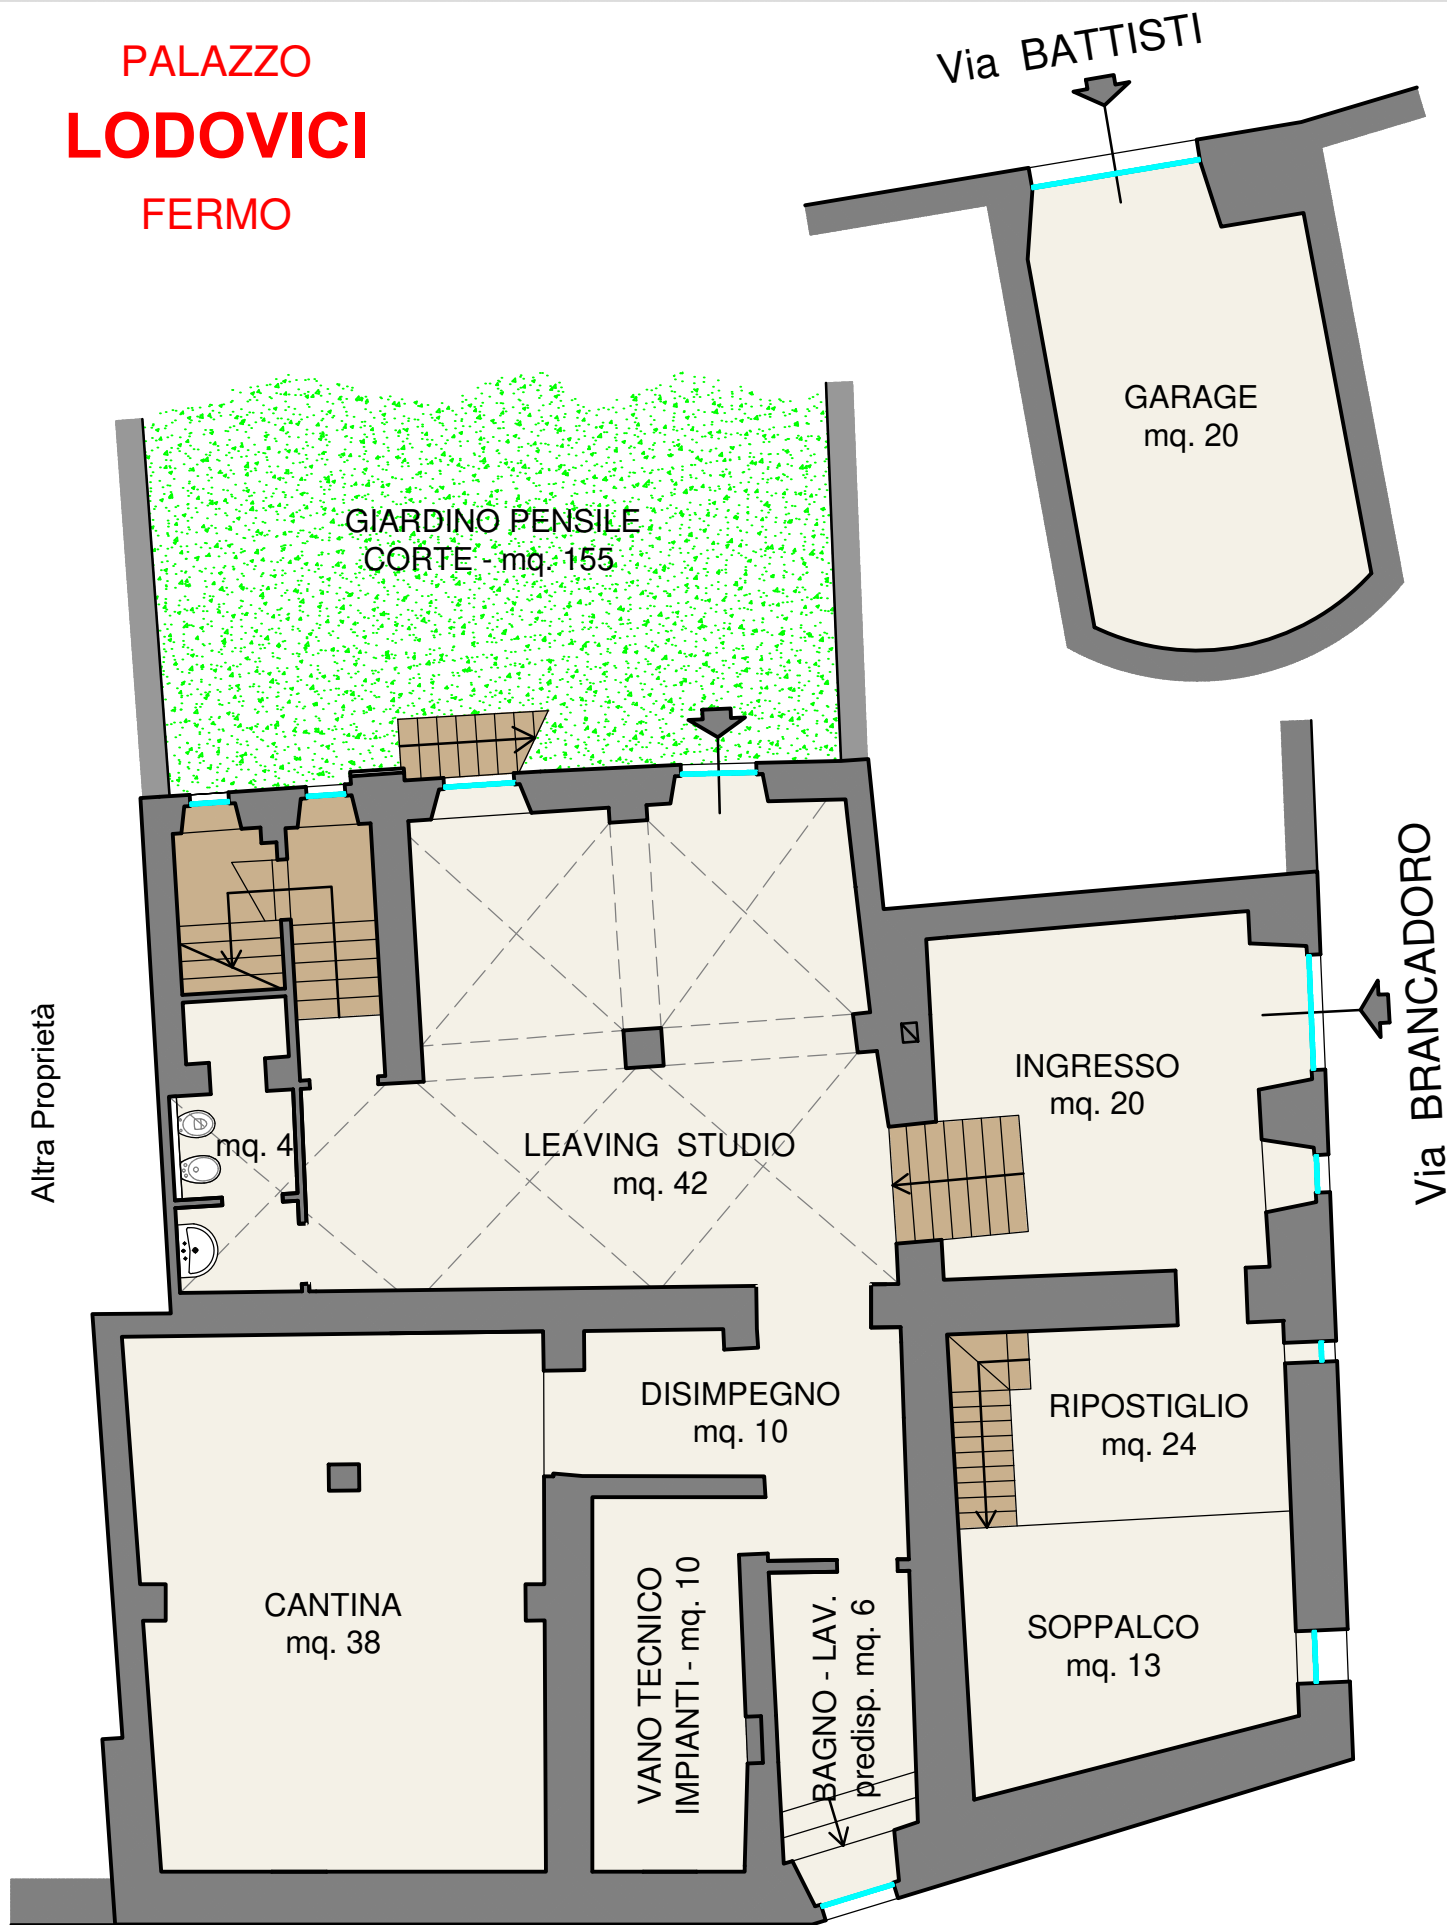 PALAZZO
LODOVICI
FERMO
Via BATTISTI
GARAGE
mq. 20
GIARDINO PENSILE
CORTE - mq. 155
Altra Proprietà
Via BRANCADORO
INGRESSO
mq. 20
mq. 4
LEAVING STUDIO
mq. 42
DISIMPEGNO
mq. 10
RIPOSTIGLIO
mq. 24
CANTINA
mq. 38
VANO TECNICO
IMPIANTI - mq. 10
BAGNO - LAV.
predisp. mq. 6
SOPPALCO
mq. 13